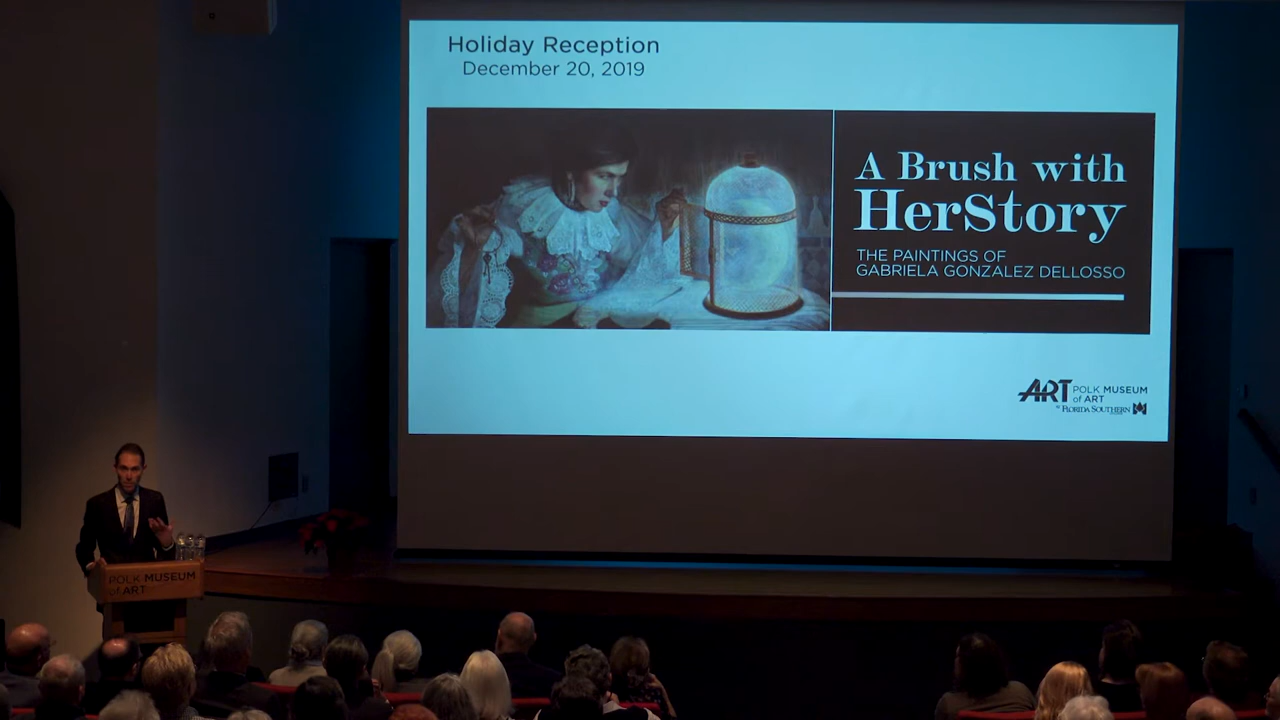 Holiday Reception
December 20, 2019
A Brush with
HerStory
THE PAINTINGS OF
GABRIELA GONZALEZ DELLOSSO
ART POLK MUSEUM
of ART
at FLORIDA SOUTHERN
POLK MUSEUM
of ART